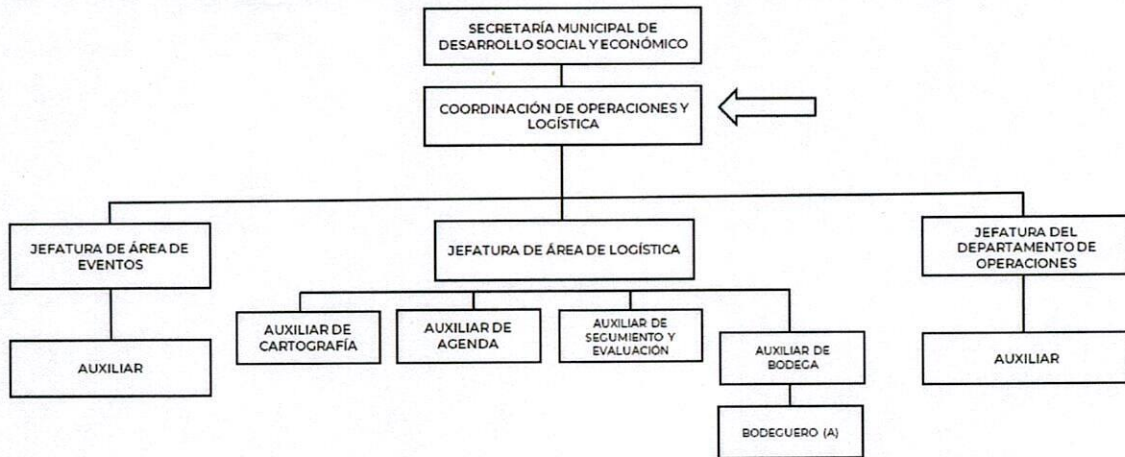 SECRETARÍA MUNICIPAL DE
DESARROLLO SOCIAL Y ECONÓMICO
COORDINACIÓN DE OPERACIONES Y
LOGÍSTICA
JEFATURA DE ÁREA DE
EVENTOS
JEFATURA DE ÁREA DE LOGÍSTICA
JEFATURA DEL
DEPARTAMENTO DE
OPERACIONES
AUXILIAR
AUXILIAR DE
CARTOGRAFÍA
AUXILIAR DE
AGENDA
AUXILIAR DE
SEGUMIENTO Y
EVALUACIÓN
AUXILIAR DE
BODEGA
AUXILIAR
BODEGUERO (A)